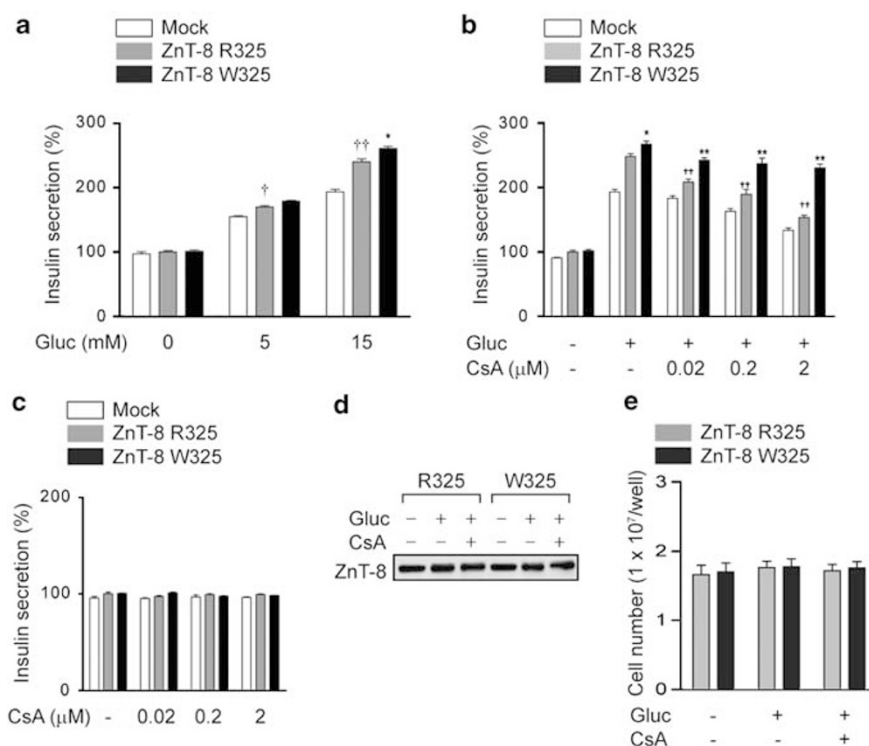 a
Mock
ZnT-8 R325
ZnT-8 W325
Insulin secretion (%)
300
200
100
0
†
††
*
Gluc (mM) 0 5 15
b
Mock
ZnT-8 R325
ZnT-8 W325
Insulin secretion (%)
300
200
100
0
*
†† **
†† **
†† **
Gluc - + + + +
CsA (μM) - - 0.02 0.2 2
c
Mock
ZnT-8 R325
ZnT-8 W325
Insulin secretion (%)
200
100
0
CsA (μM) - 0.02 0.2 2
d
R325 W325
Gluc – + + – + +
CsA – – + – – +
ZnT-8
e
ZnT-8 R325
ZnT-8 W325
Cell number (1 x 10⁷/well)
3
2
1
0
Gluc - + +
CsA - - +